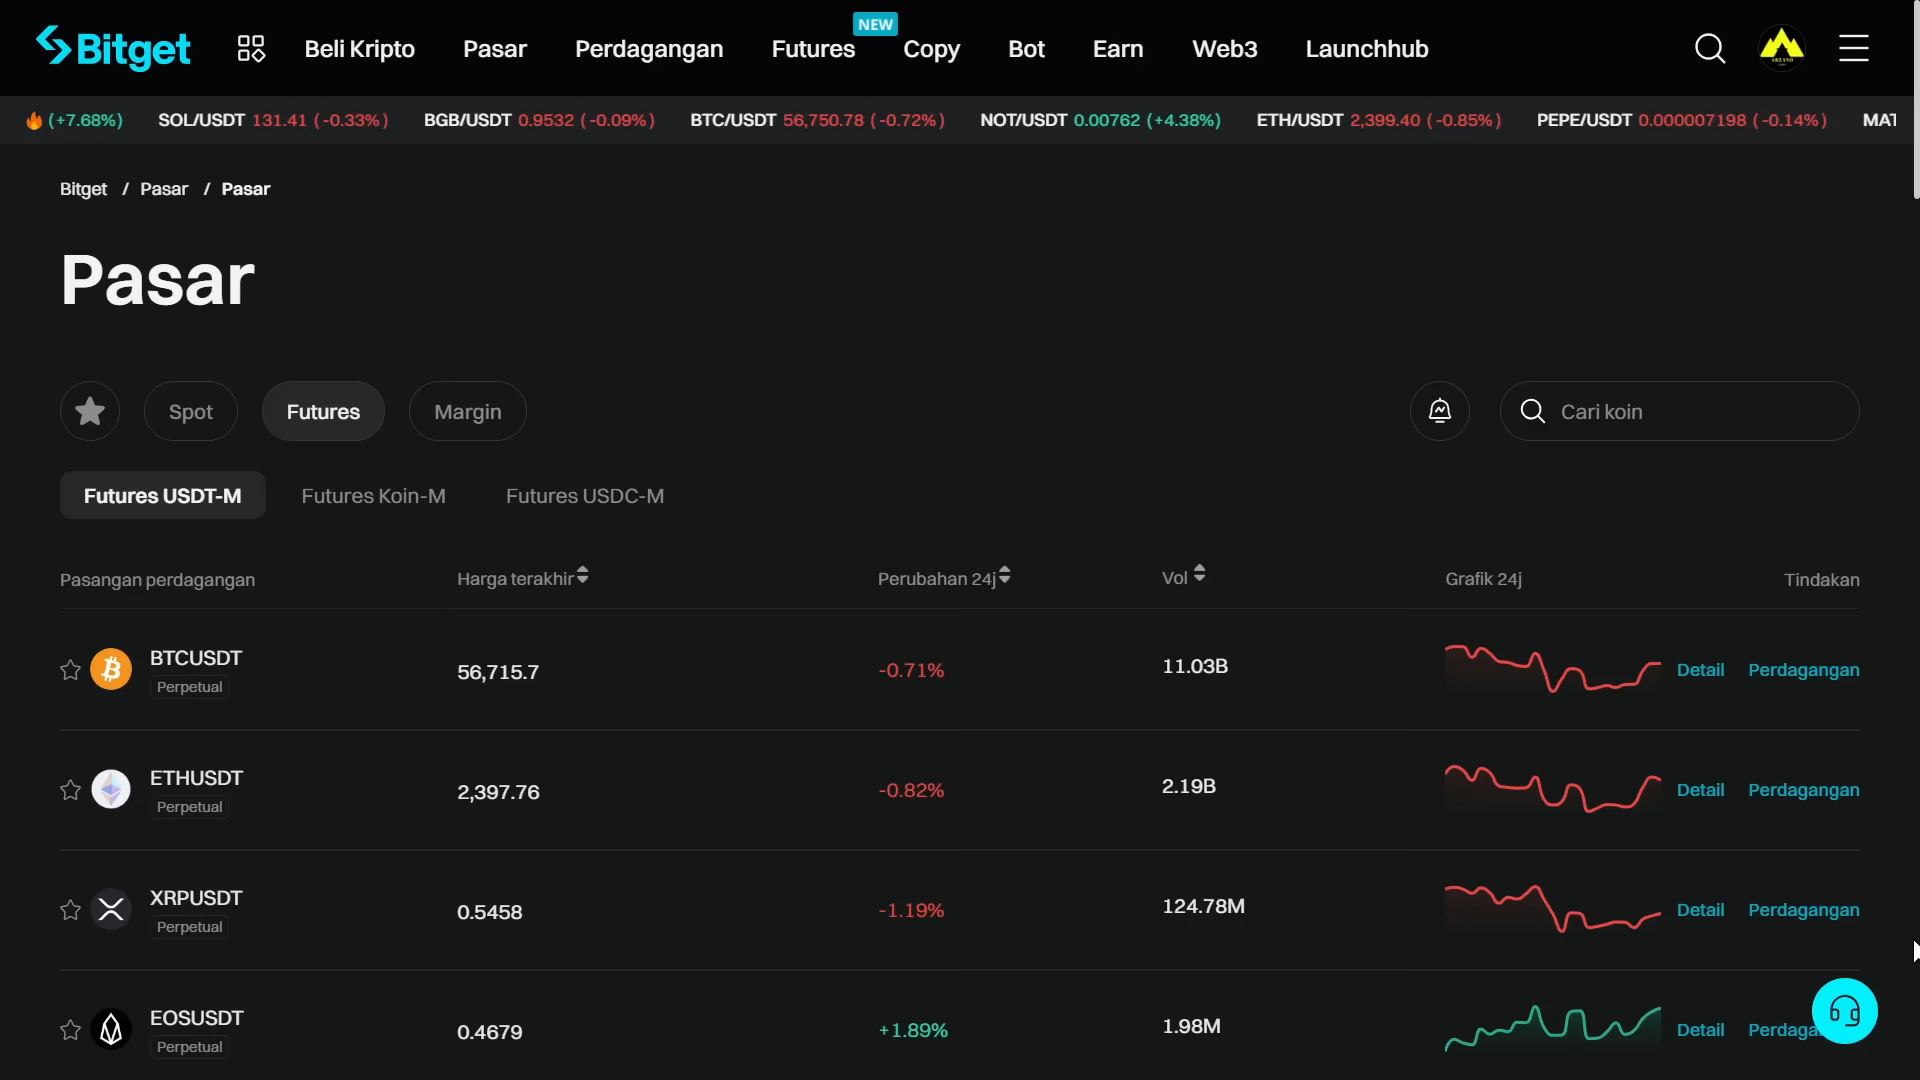 Bitget Beli Kripto Pasar Perdagangan Futures NEW Copy Bot Earn Web3 Launchhub
(+7.68%) SOL/USDT 131.41 (-0.33%) BGB/USDT 0.9532 (-0.09%) BTC/USDT 56,750.78 (-0.72%) NOT/USDT 0.00762 (+4.38%) ETH/USDT 2,399.40 (-0.85%) PEPE/USDT 0.000007198 (-0.14%) MAT
Bitget / Pasar / Pasar
Pasar
Spot Futures Margin Cari koin
Futures USDT-M Futures Koin-M Futures USDC-M
Pasangan perdagangan Harga terakhir Perubahan 24j Vol Grafik 24j Tindakan
BTCUSDT
Perpetual
56,715.7 -0.71% 11.03B Detail Perdagangan
ETHUSDT
Perpetual
2,397.76 -0.82% 2.19B Detail Perdagangan
XRPUSDT
Perpetual
0.5458 -1.19% 124.78M Detail Perdagangan
EOSUSDT
Perpetual
0.4679 +1.89% 1.98M Detail Perdaga